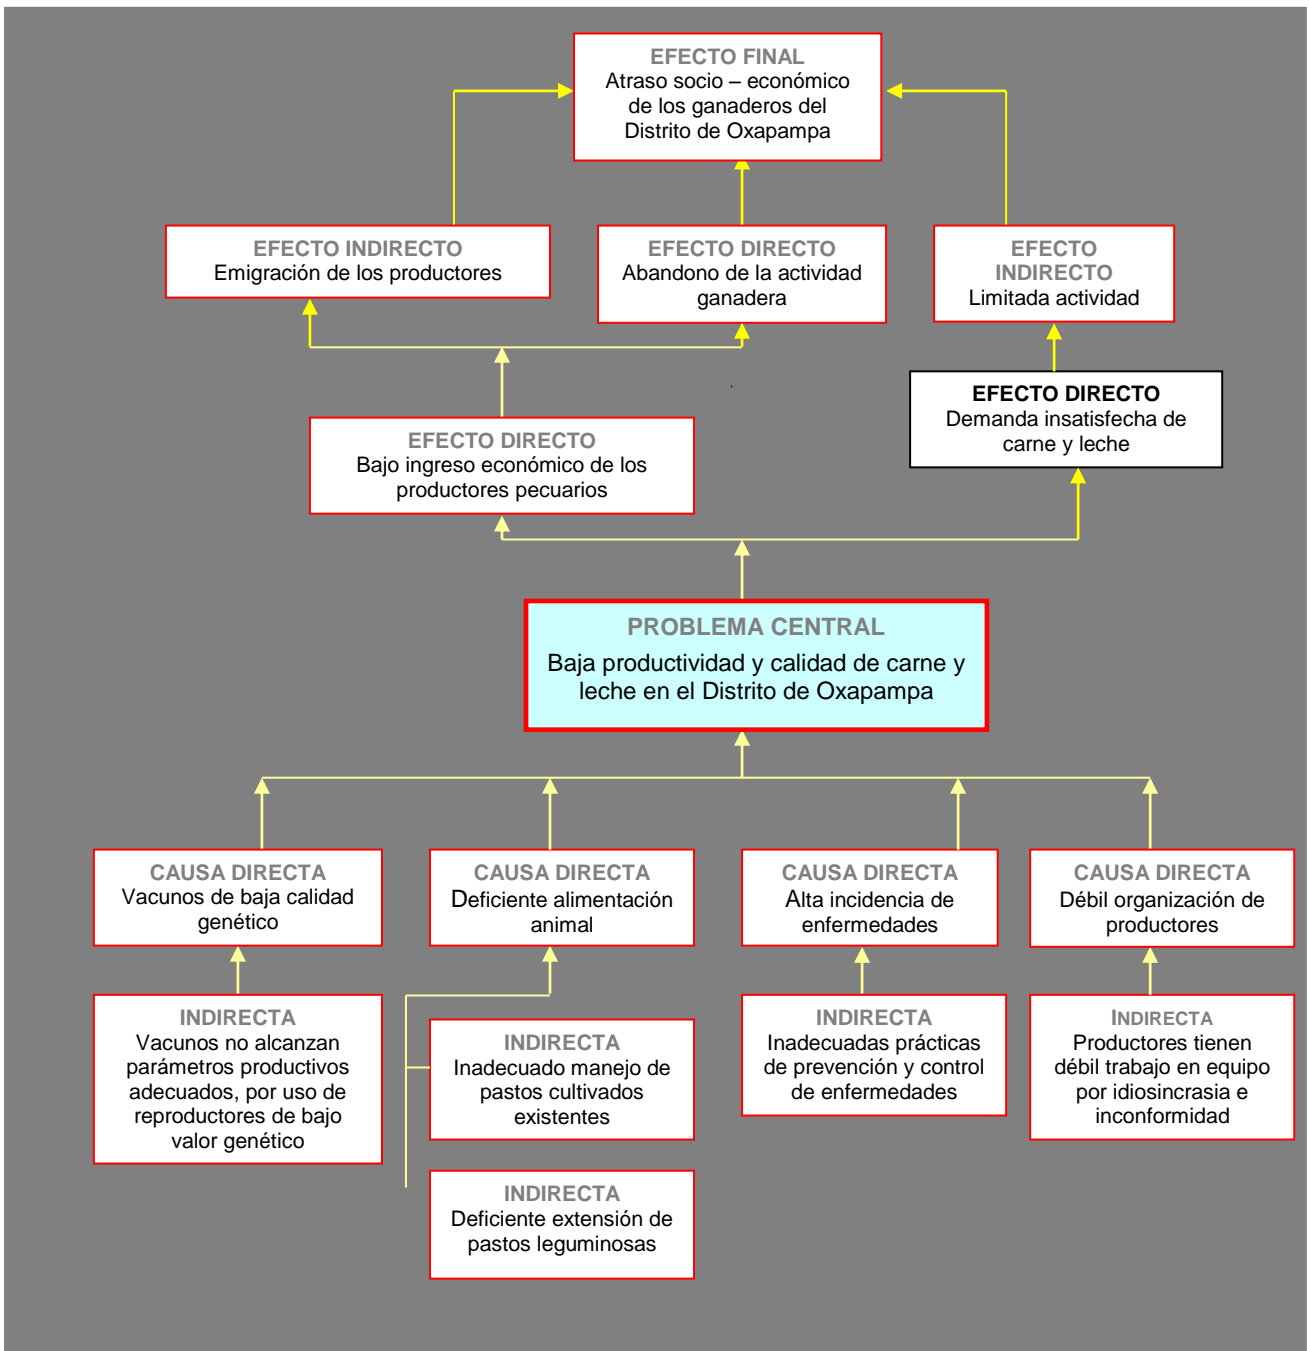 EFECTO FINAL
Atraso socio – económico
de los ganaderos del
Distrito de Oxapampa
EFECTO INDIRECTO
Emigración de los productores
EFECTO DIRECTO
Abandono de la actividad
ganadera
EFECTO
INDIRECTO
Limitada actividad
EFECTO DIRECTO
Demanda insatisfecha de
carne y leche
EFECTO DIRECTO
Bajo ingreso económico de los
productores pecuarios
PROBLEMA CENTRAL
Baja productividad y calidad de carne y
leche en el Distrito de Oxapampa
CAUSA DIRECTA
Vacunos de baja calidad
genético
CAUSA DIRECTA
Deficiente alimentación
animal
CAUSA DIRECTA
Alta incidencia de
enfermedades
CAUSA DIRECTA
Débil organización de
productores
INDIRECTA
Vacunos no alcanzan
parámetros productivos
adecuados, por uso de
reproductores de bajo
valor genético
INDIRECTA
Inadecuado manejo de
pastos cultivados
existentes
INDIRECTA
Inadecuadas prácticas
de prevención y control
de enfermedades
INDIRECTA
Productores tienen
débil trabajo en equipo
por idiosincrasia e
inconformidad
INDIRECTA
Deficiente extensión de
pastos leguminosas